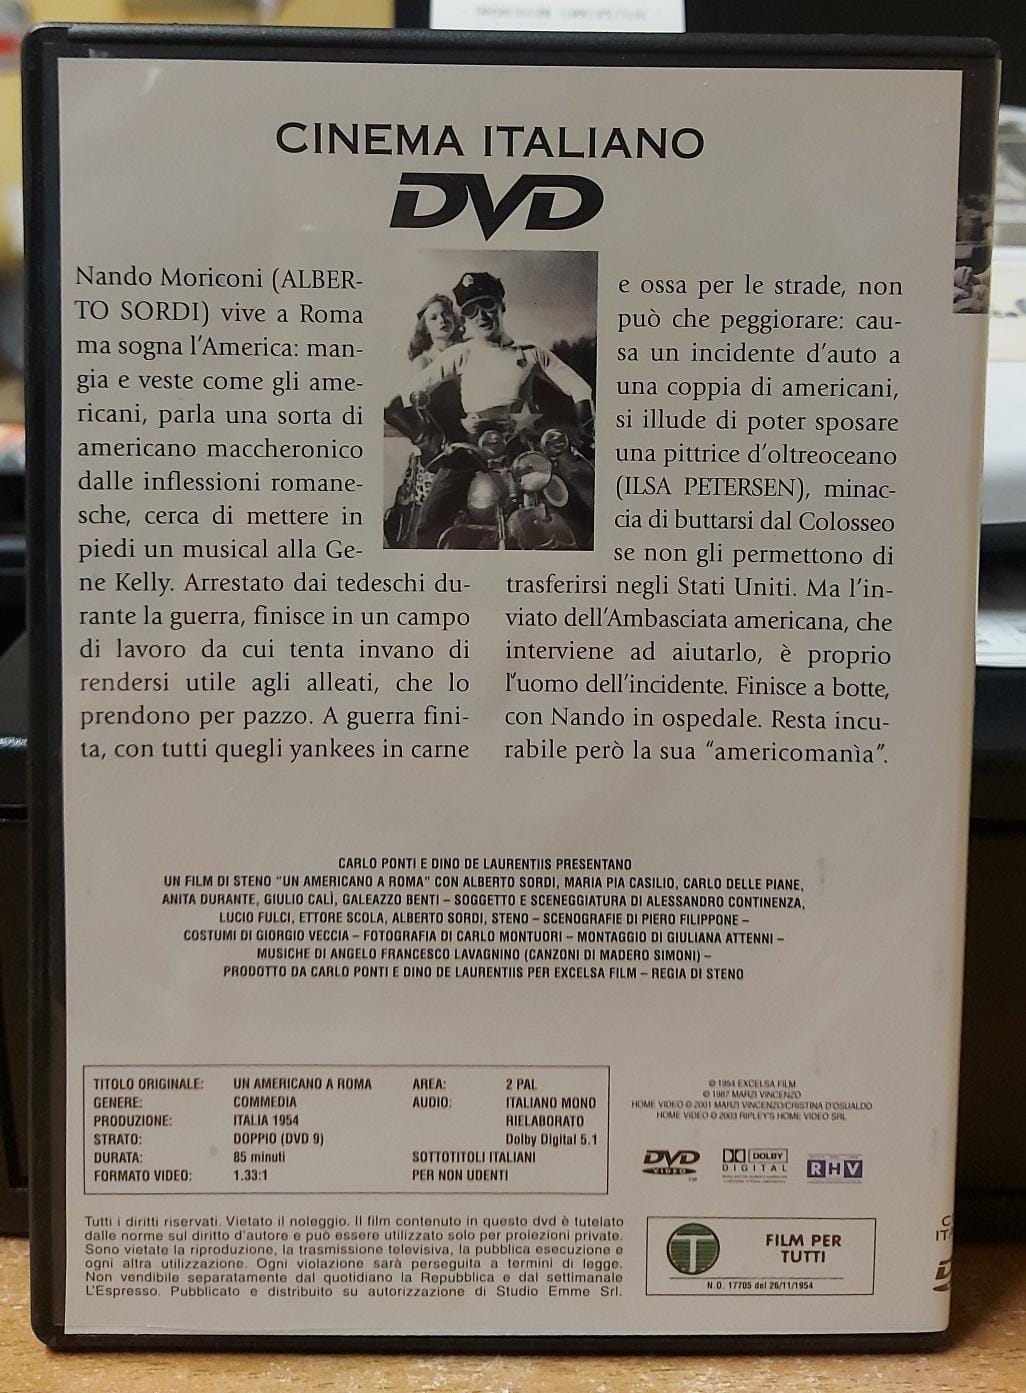 CINEMA ITALIANO
DVD
Nando Moriconi (ALBER-
TO SORDI) vive a Roma
ma sogna l'America: man-
gia e veste come gli ame-
ricani, parla una sorta di
americano maccheronico
dalle inflessioni romane-
sche, cerca di mettere in
piedi un musical alla Ge-
ne Kelly. Arrestato dai tedeschi du-
rante la guerra, finisce in un campo
di lavoro da cui tenta invano di
rendersi utile agli alleati, che lo
prendono per pazzo. A guerra fini-
ta, con tutti quegli yankees in carne
e ossa per le strade, non
può che peggiorare: cau-
sa un incidente d'auto a
una coppia di americani,
si illude di poter sposare
una pittrice d'oltreoceano
(ILSA PETERSEN), minac-
cia di buttarsi dal Colosseo
se non gli permettono di
trasferirsi negli Stati Uniti. Ma l'in-
viato dell'Ambasciata americana, che
interviene ad aiutarlo, è proprio
l'uomo dell'incidente. Finisce a botte,
con Nando in ospedale. Resta incu-
rabile però la sua "americomanìa".
CARLO PONTI E DINO DE LAURENTIIS PRESENTANO
UN FILM DI STENO "UN AMERICANO A ROMA" CON ALBERTO SORDI, MARIA PIA CASILIO, CARLO DELLE PIANE,
ANITA DURANTE, GIULIO CALÌ, GALEAZZO BENTI – SOGGETTO E SCENEGGIATURA DI ALESSANDRO CONTINENZA,
LUCIO FULCI, ETTORE SCOLA, ALBERTO SORDI, STENO – SCENOGRAFIE DI PIERO FILIPPONE –
COSTUMI DI GIORGIO VECCIA – FOTOGRAFIA DI CARLO MONTUORI – MONTAGGIO DI GIULIANA ATTENNI –
MUSICHE DI ANGELO FRANCESCO LAVAGNINO (CANZONI DI MADERO SIMONI) –
PRODOTTO DA CARLO PONTI E DINO DE LAURENTIIS PER EXCELSA FILM – REGIA DI STENO
TITOLO ORIGINALE: UN AMERICANO A ROMA AREA: 2 PAL
GENERE: COMMEDIA AUDIO: ITALIANO MONO
PRODUZIONE: ITALIA 1954 RIELABORATO
STRATO: DOPPIO (DVD 9) Dolby Digital 5.1
DURATA: 85 minuti SOTTOTITOLI ITALIANI
FORMATO VIDEO: 1.33:1 PER NON UDENTI
© 1954 EXCELSA FILM
© 1987 MARZI VINCENZO
HOME VIDEO © 2001 MARZI VINCENZO/CRISTINA D'OSUALDO
HOME VIDEO © 2003 RIPLEY'S HOME VIDEO SRL
DVD VIDEO TM
DOLBY DIGITAL
RHV
Tutti i diritti riservati. Vietato il noleggio. Il film contenuto in questo dvd è tutelato
dalle norme sul diritto d'autore e può essere utilizzato solo per proiezioni private.
Sono vietate la riproduzione, la trasmissione televisiva, la pubblica esecuzione e
ogni altra utilizzazione. Ogni violazione sarà perseguita a termini di legge.
Non vendibile separatamente dal quotidiano la Repubblica e dal settimanale
L'Espresso. Pubblicato e distribuito su autorizzazione di Studio Emme Srl.
T
FILM PER
TUTTI
N.O. 17705 del 26/11/1954